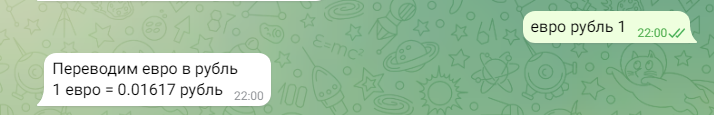 евро рубль 1
22:00
Переводим евро в рубль
1 евро = 0.01617 рубль
22:00